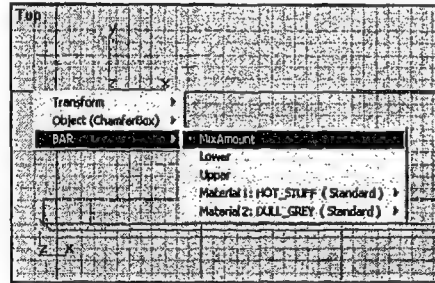 Top
y
z x
Transform
Object (ChamferBox)
BAR
MixAmount
Lower
Upper
Material 1: HOT_STUFF ( Standard )
Material 2: DULL_GREY ( Standard )
z x